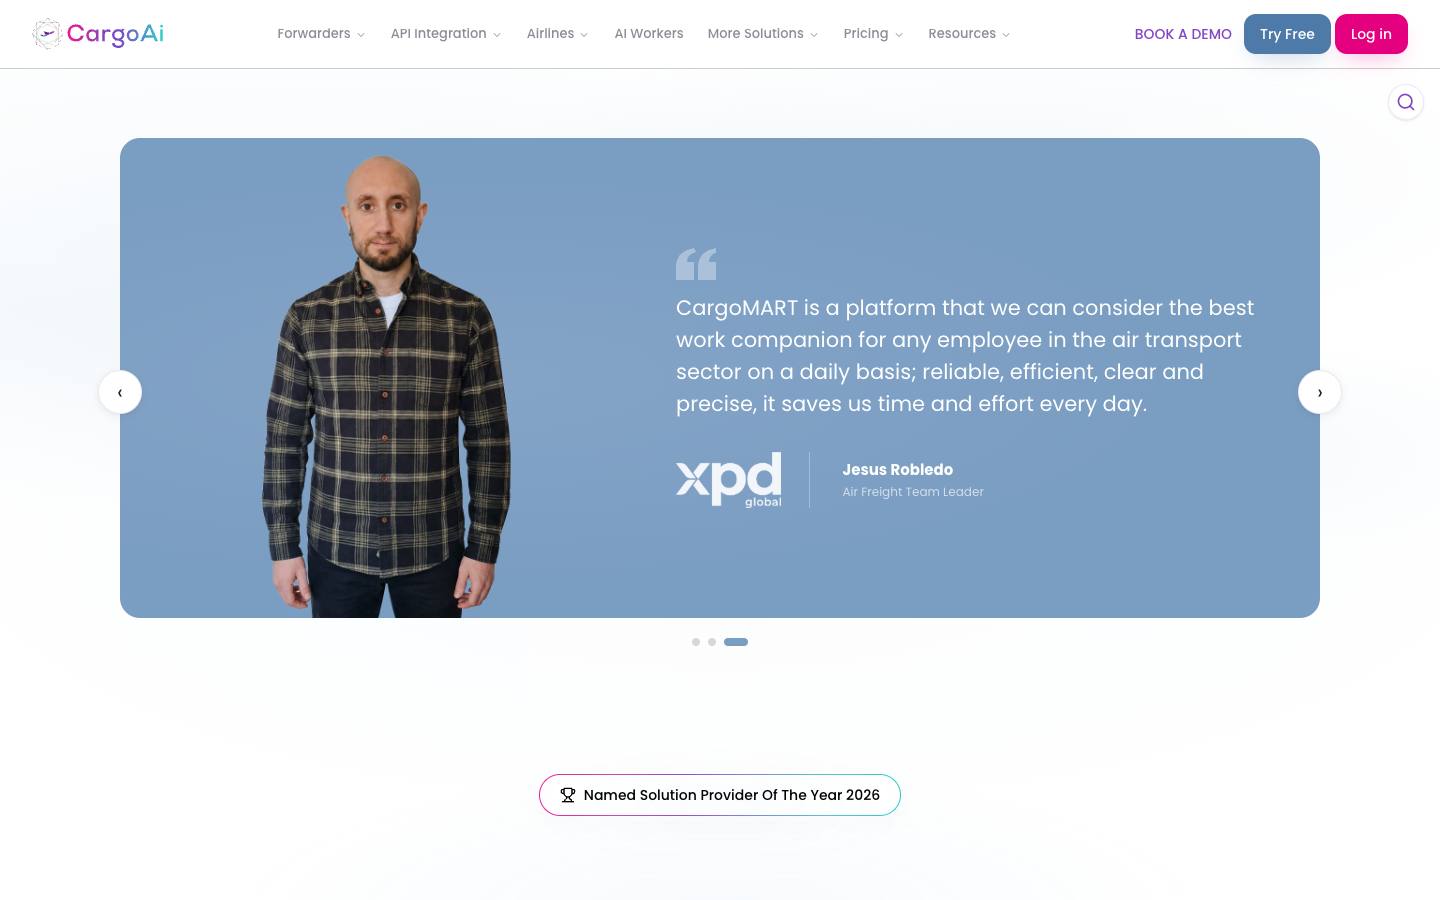 CargoAi
Forwarders
API Integration
Airlines
AI Workers
More Solutions
Pricing
Resources
BOOK A DEMO
Try Free
Log in
“
CargoMART is a platform that we can consider the best
work companion for any employee in the air transport
sector on a daily basis; reliable, efficient, clear and
precise, it saves us time and effort every day.
xpd
global
Jesus Robledo
Air Freight Team Leader
‹
›
Named Solution Provider Of The Year 2026